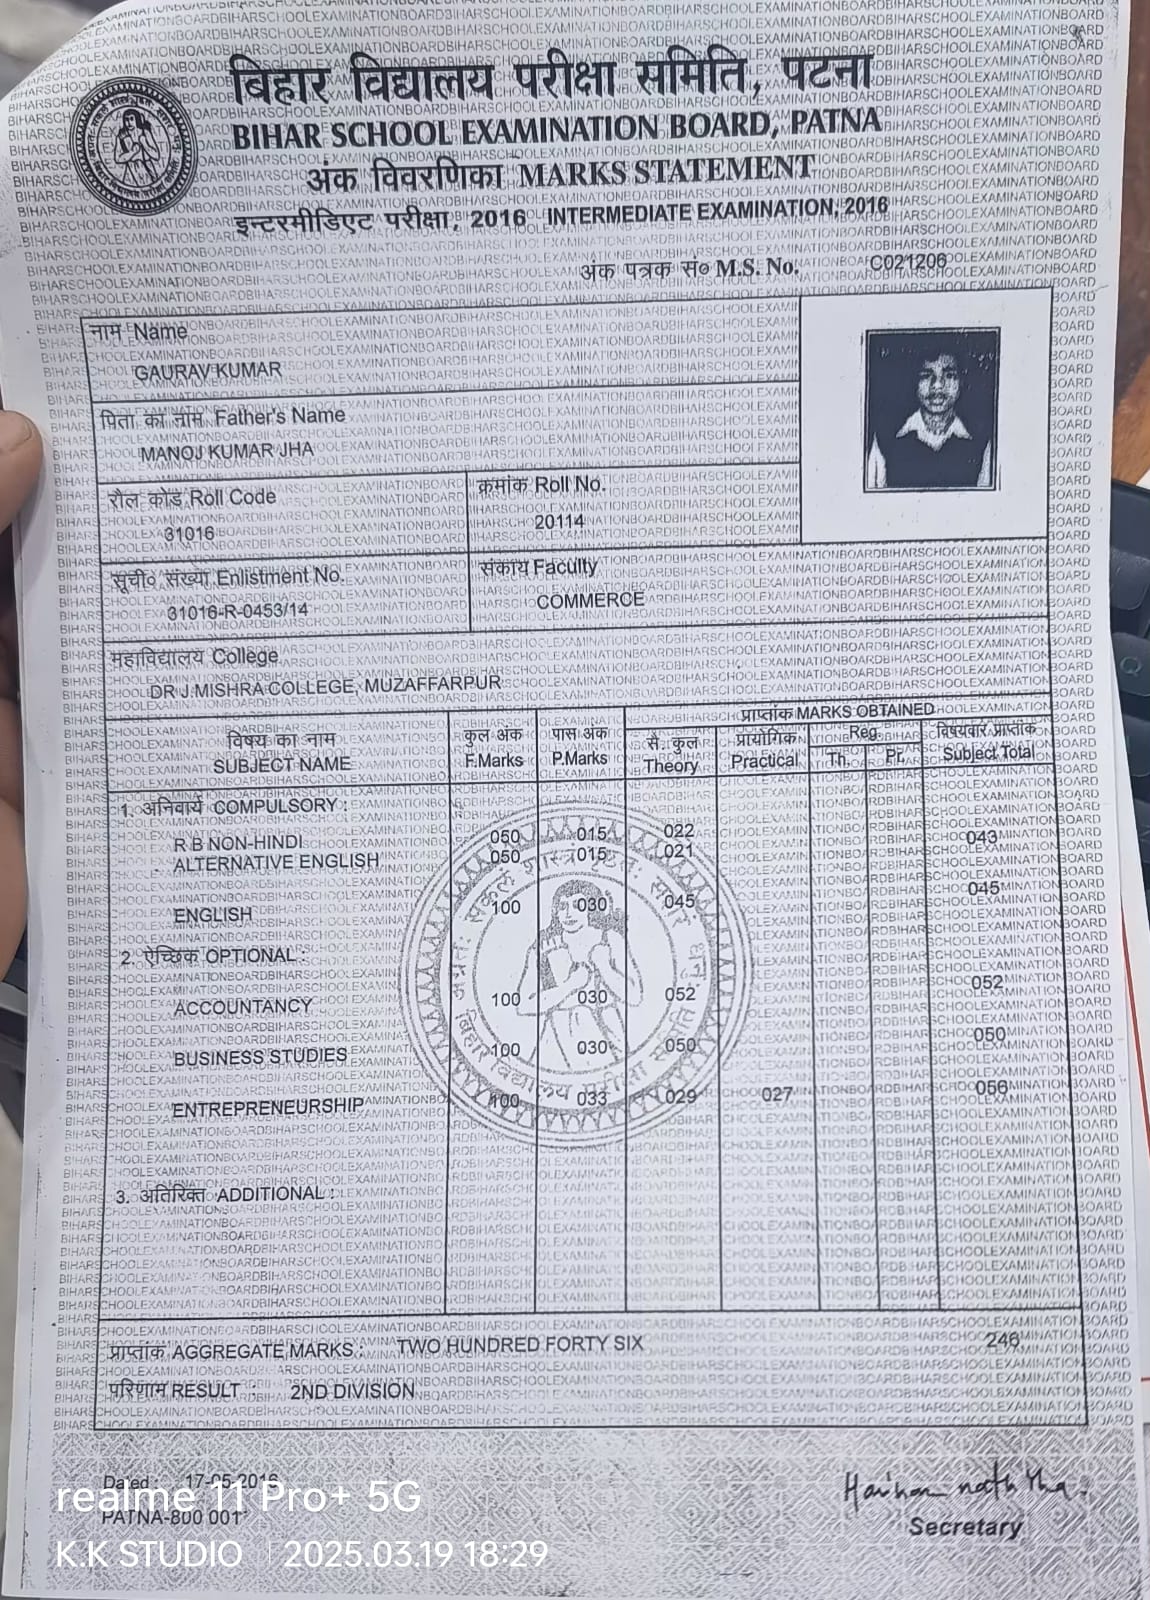 बिहार विद्यालय परीक्षा समिति, पटना
BIHAR SCHOOL EXAMINATION BOARD, PATNA
अंक विवरणिका MARKS STATEMENT
इन्टरमीडिएट परीक्षा, 2016 INTERMEDIATE EXAMINATION, 2016
अंक पत्रक सं० M.S. No. C021206
नाम Name
GAURAV KUMAR
पिता का नाम Father's Name
MANOJ KUMAR JHA
रौल कोड Roll Code
31016
क्रमांक Roll No.
20114
सूची० संख्या Enlistment No.
31016-R-0453/14
संकाय Faculty
COMMERCE
महाविद्यालय College
DR J.MISHRA COLLEGE, MUZAFFARPUR
विषय का नाम कुल अंक पास अंक प्राप्तांक MARKS OBTAINED
SUBJECT NAME F.Marks P.Marks सै. कुल Theory प्रायोगिक Practical Reg. Th. Pr. विषयवार प्राप्तांक Subject Total
1. अनिवार्य COMPULSORY :
R B NON-HINDI 050 015 022 043
ALTERNATIVE ENGLISH 050 015 021
ENGLISH 100 030 045 045
2. ऐच्छिक OPTIONAL :
ACCOUNTANCY 100 030 052 052
BUSINESS STUDIES 100 030 050 050
ENTREPRENEURSHIP 100 033 029 027 056
3. अतिरिक्त ADDITIONAL :
प्राप्तांक AGGREGATE MARKS : TWO HUNDRED FORTY SIX 246
परिणाम RESULT : 2ND DIVISION
Dated : 17-05-2016
PATNA-800 001
Secretary
realme 11 Pro+ 5G
K.K STUDIO | 2025.03.19 18:29